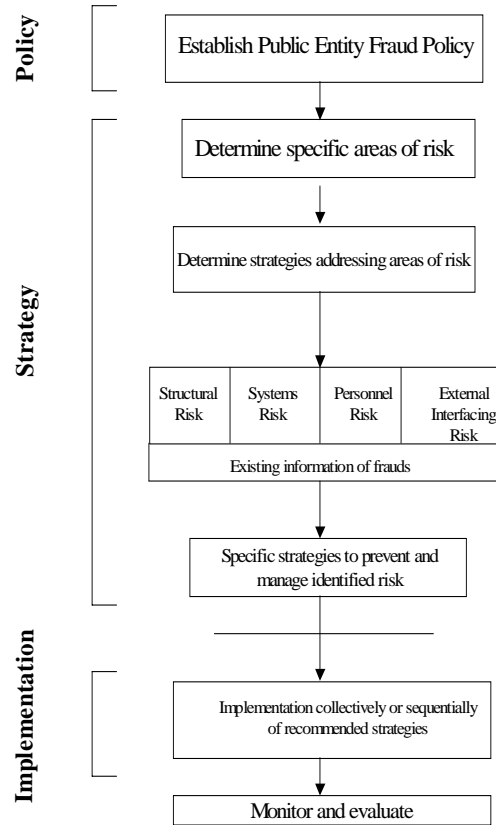 Policy
Establish Public Entity Fraud Policy
Strategy
Determine specific areas of risk
Determine strategies addressing areas of risk
Structural
Risk
Systems
Risk
Personnel
Risk
External
Interfacing
Risk
Existing information of frauds
Specific strategies to prevent and
manage identified risk
Implementation
Implementation collectively or sequentially
of recommended strategies
Monitor and evaluate